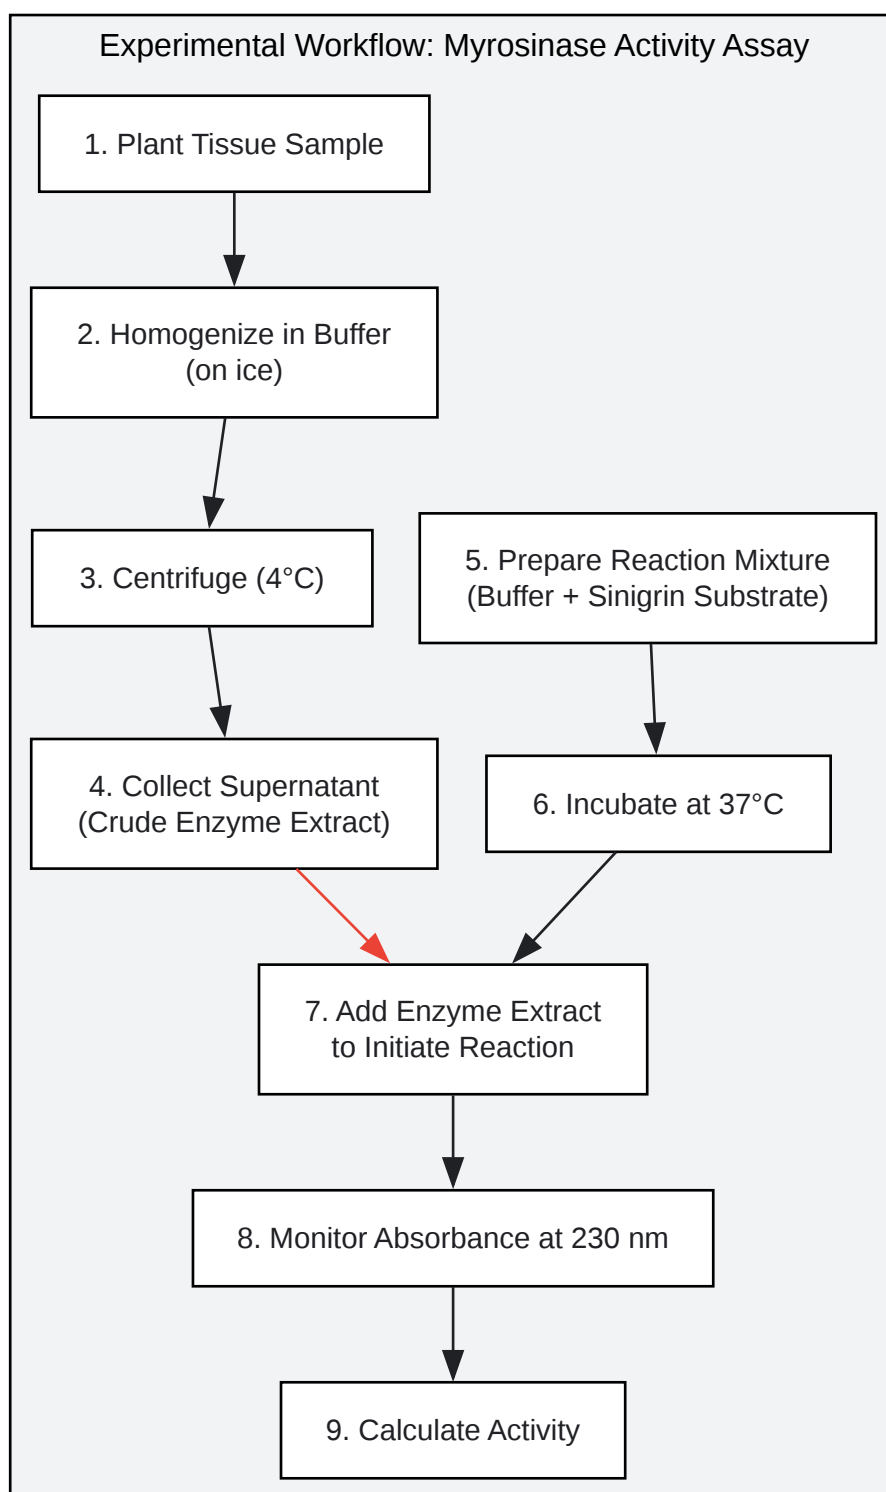 Experimental Workflow: Myrosinase Activity Assay
1. Plant Tissue Sample
2. Homogenize in Buffer
(on ice)
3. Centrifuge (4°C)
4. Collect Supernatant
(Crude Enzyme Extract)
5. Prepare Reaction Mixture
(Buffer + Sinigrin Substrate)
6. Incubate at 37°C
7. Add Enzyme Extract
to Initiate Reaction
8. Monitor Absorbance at 230 nm
9. Calculate Activity